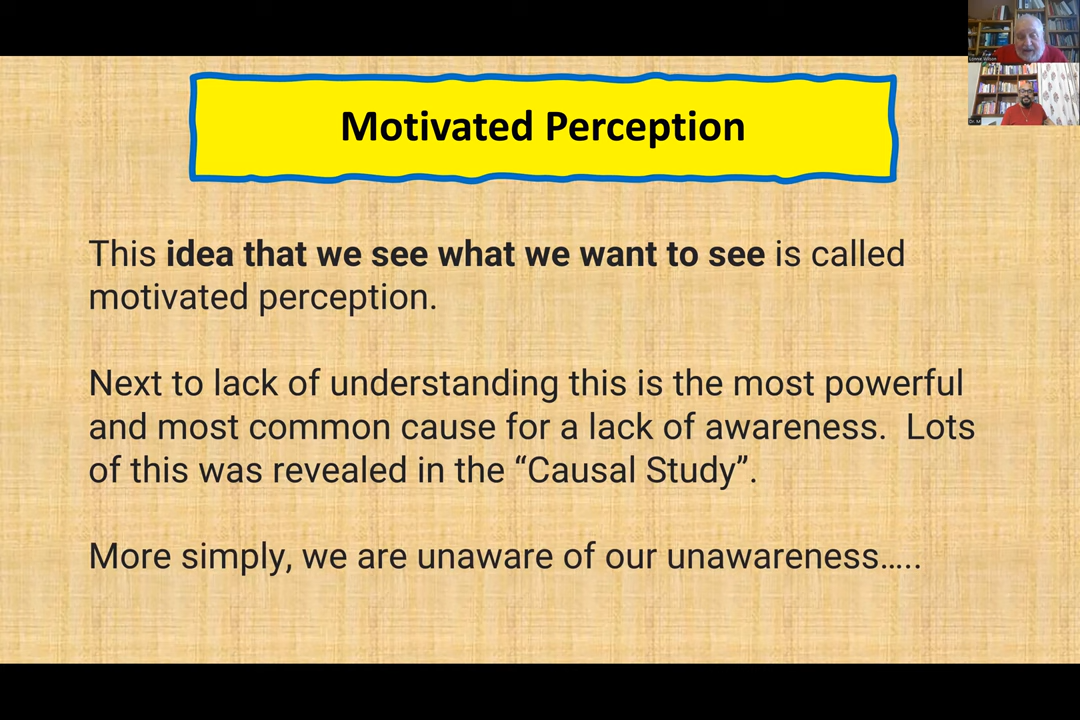 Motivated Perception
This idea that we see what we want to see is called
motivated perception.
Next to lack of understanding this is the most powerful
and most common cause for a lack of awareness.  Lots
of this was revealed in the “Causal Study”.
More simply, we are unaware of our unawareness…..